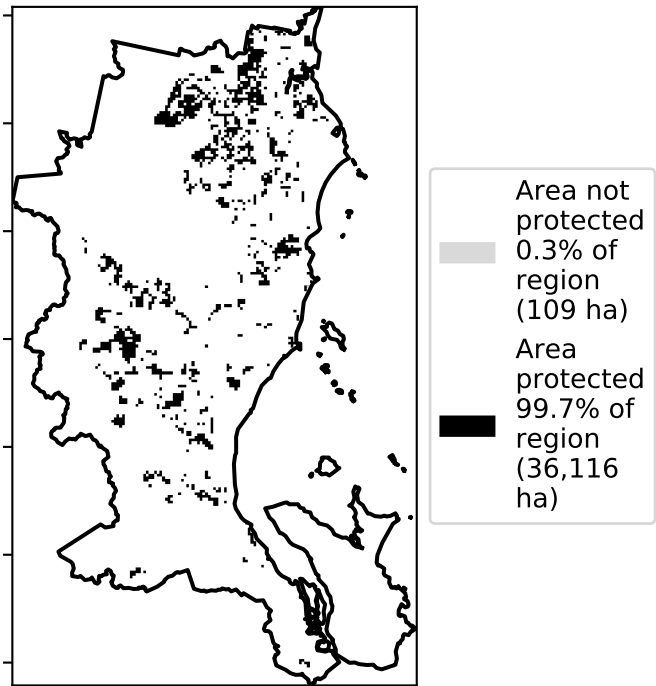 Area not
protected
0.3% of
region
(109 ha)
Area
protected
99.7% of
region
(36,116
ha)